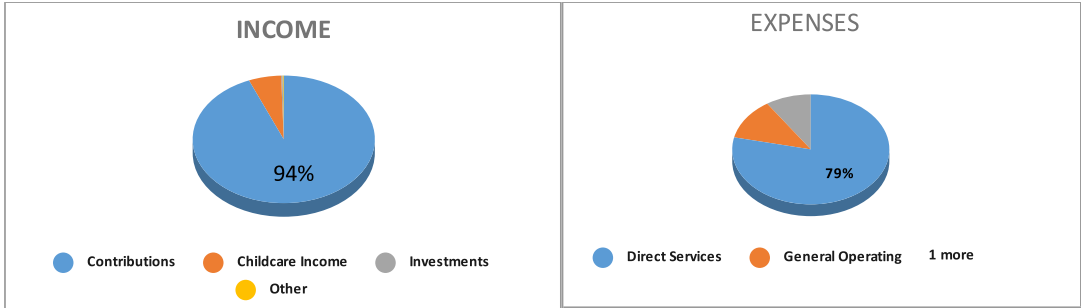 INCOME
94%
Contributions
Childcare Income
Investments
Other
EXPENSES
79%
Direct Services
General Operating
1 more